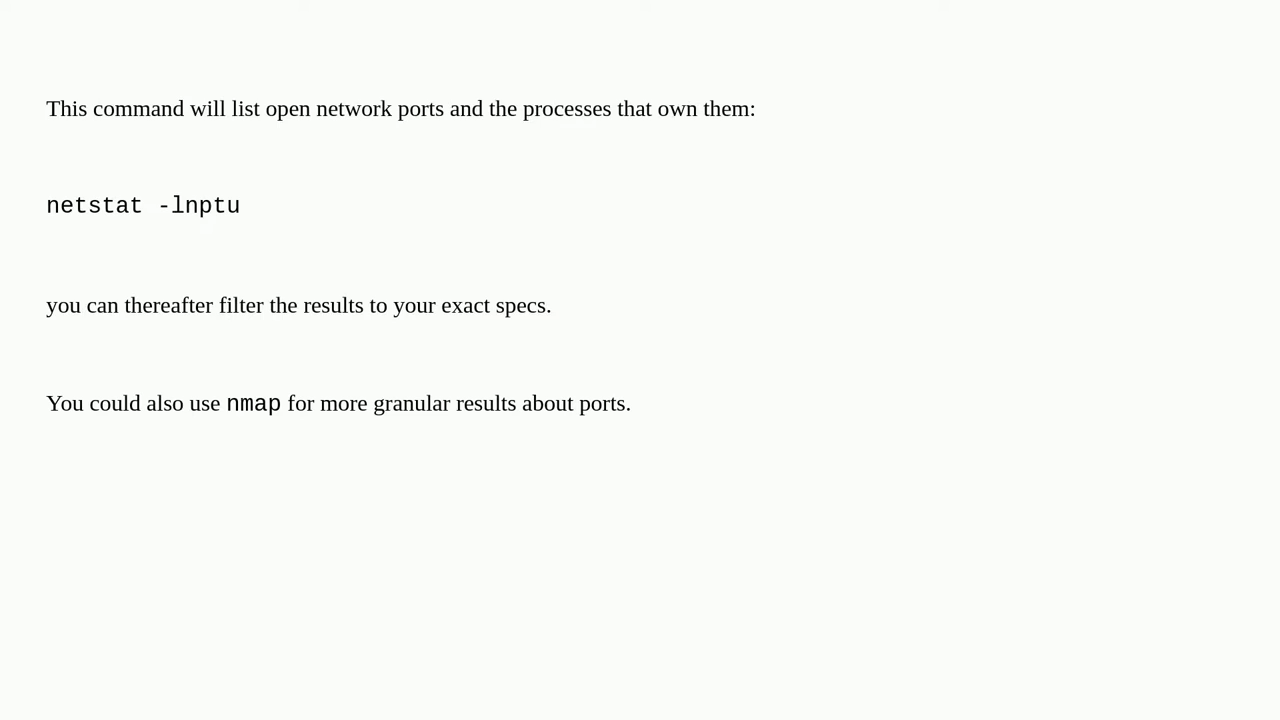 This command will list open network ports and the processes that own them:
netstat -lnptu
you can thereafter filter the results to your exact specs.
You could also use nmap for more granular results about ports.